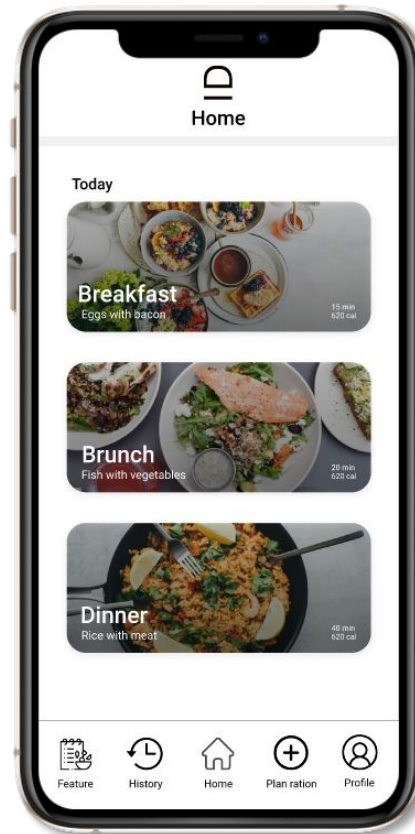 Home
Today
Breakfast
Eggs with bacon
15 min
620 cal
Brunch
Fish with vegetables
20 min
620 cal
Dinner
Rice with meat
40 min
620 cal
Feature
History
Home
Plan ration
Profile